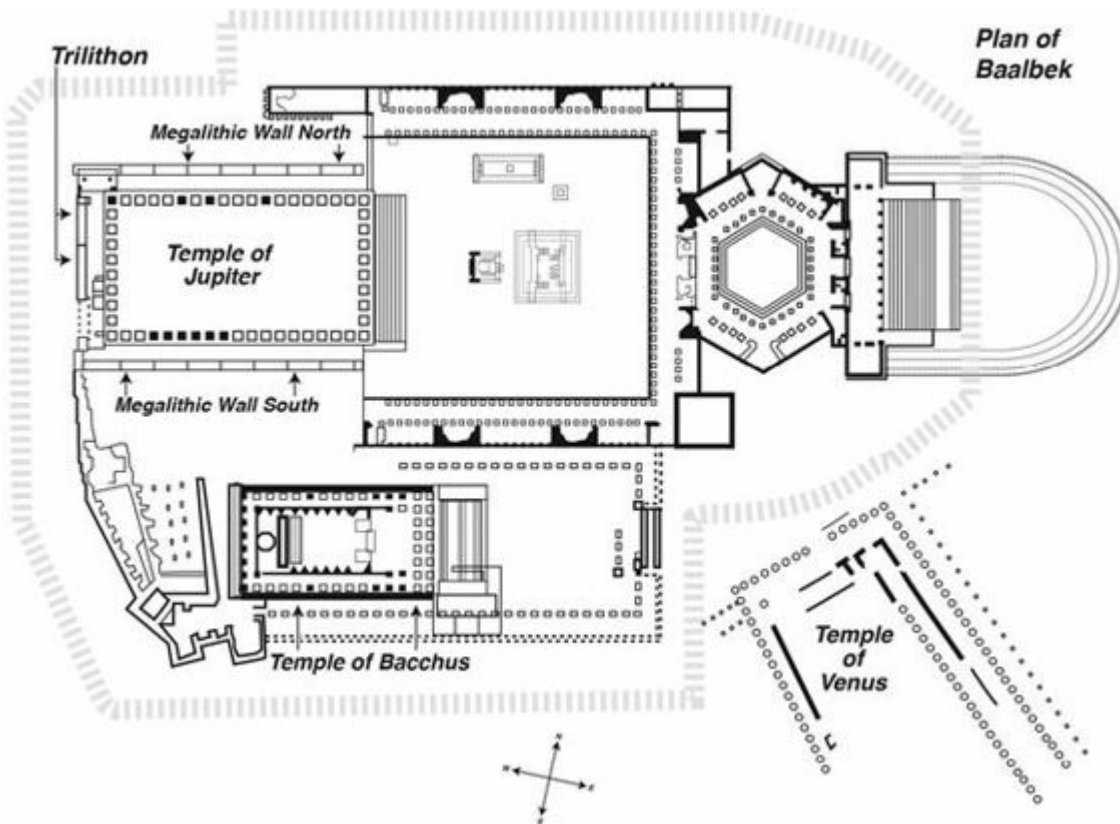 Trilithon
Plan of
Baalbek
Megalithic Wall North
Temple of
Jupiter
Megalithic Wall South
Temple of Bacchus
Temple
of
Venus
N
W
E
S